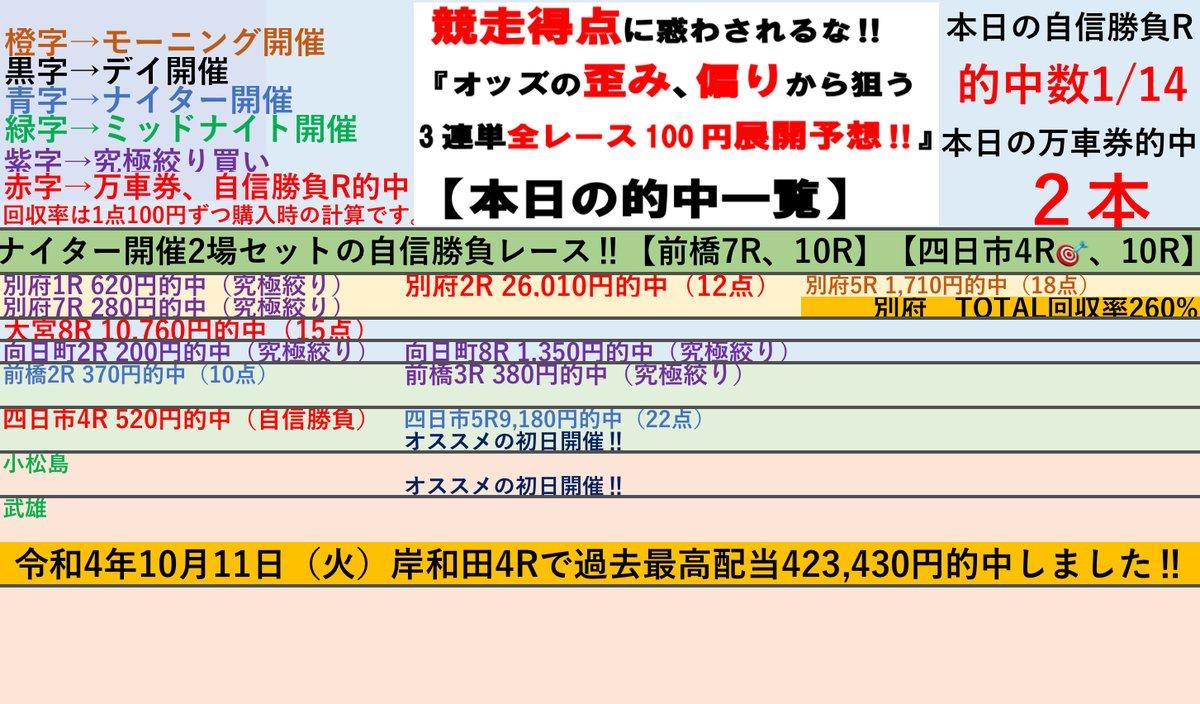 橙字→モーニング開催
黒字→デイ開催
青字→ナイター開催
緑字→ミッドナイト開催
紫字→究極絞り買い
赤字→万車券、自信勝負R的中
回収率は1点100円ずつ購入時の計算です。
競走得点に惑わされるな!!
『オッズの歪み、偏りから狙う
3連単全レース100円展開予想!!』
【本日の的中一覧】
本日の自信勝負R
的中数1/14
本日の万車券的中
2本
ナイター開催2場セットの自信勝負レース!!【前橋7R、10R】【四日市4R🎯、10R】
別府1R 620円的中（究極絞り） 別府2R 26,010円的中（12点） 別府5R 1,710円的中（18点）
別府7R 280円的中（究極絞り） 別府 TOTAL回収率260%
大宮8R 10,760円的中（15点）
向日町2R 200円的中（究極絞り） 向日町8R 1,350円的中（究極絞り）
前橋2R 370円的中（10点） 前橋3R 380円的中（究極絞り）
四日市4R 520円的中（自信勝負） 四日市5R9,180円的中（22点）
オススメの初日開催!!
小松島
オススメの初日開催!!
武雄
令和4年10月11日（火）岸和田4Rで過去最高配当423,430円的中しました!!